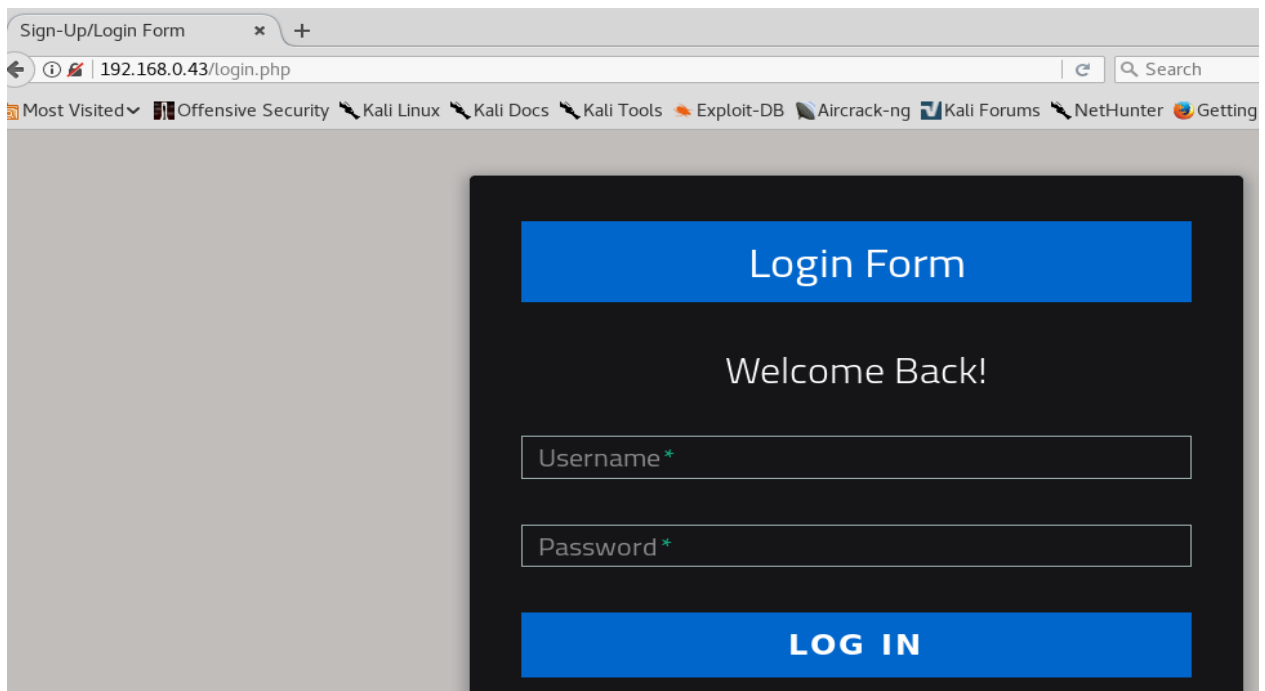 Sign-Up/Login Form × +
192.168.0.43/login.php Search
Most Visited Offensive Security Kali Linux Kali Docs Kali Tools Exploit-DB Aircrack-ng Kali Forums NetHunter Getting
Login Form
Welcome Back!
Username*
Password*
LOG IN